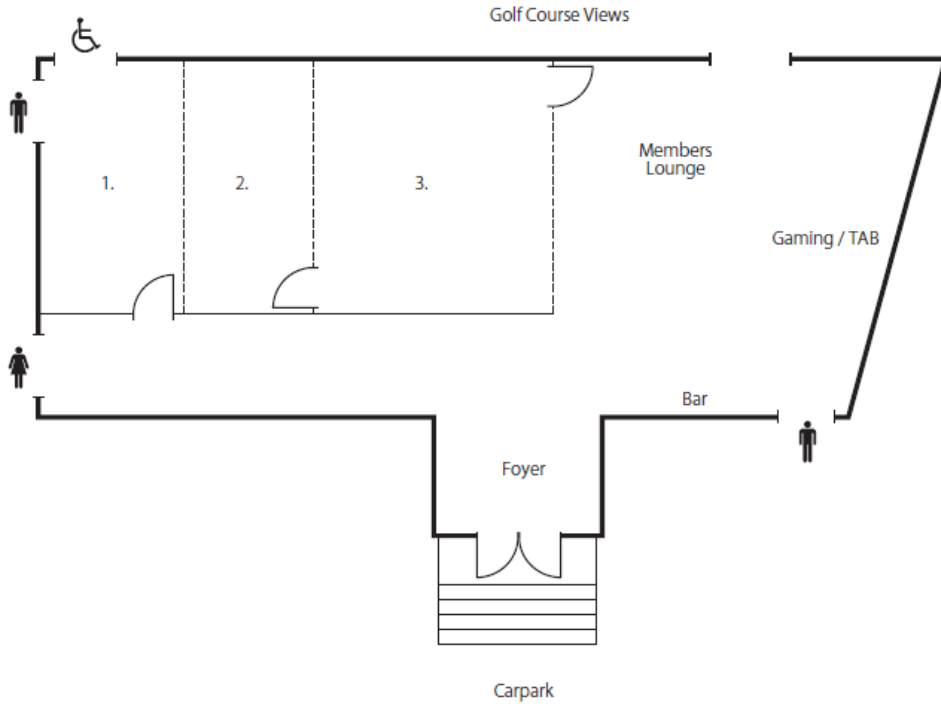 Golf Course Views
Members
Lounge
1.
2.
3.
Gaming / TAB
Bar
Foyer
Carpark